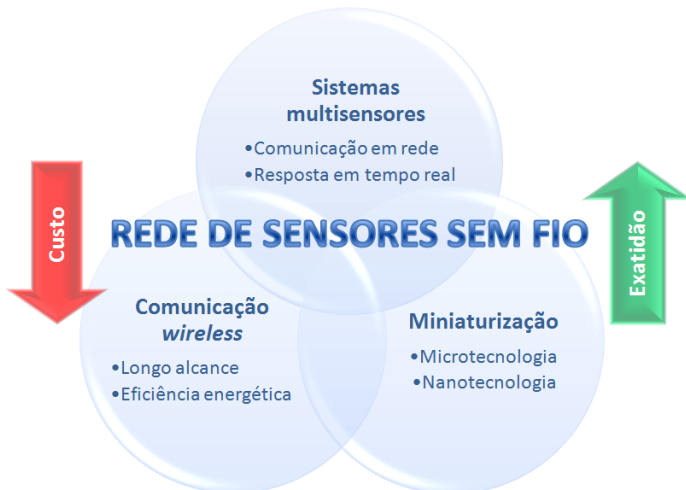 Sistemas
multisensores
•Comunicação em rede
•Resposta em tempo real
Custo
REDE DE SENSORES SEM FIO
Exatidão
Comunicação
wireless
•Longo alcance
•Eficiência energética
Miniaturização
•Microtecnologia
•Nanotecnologia